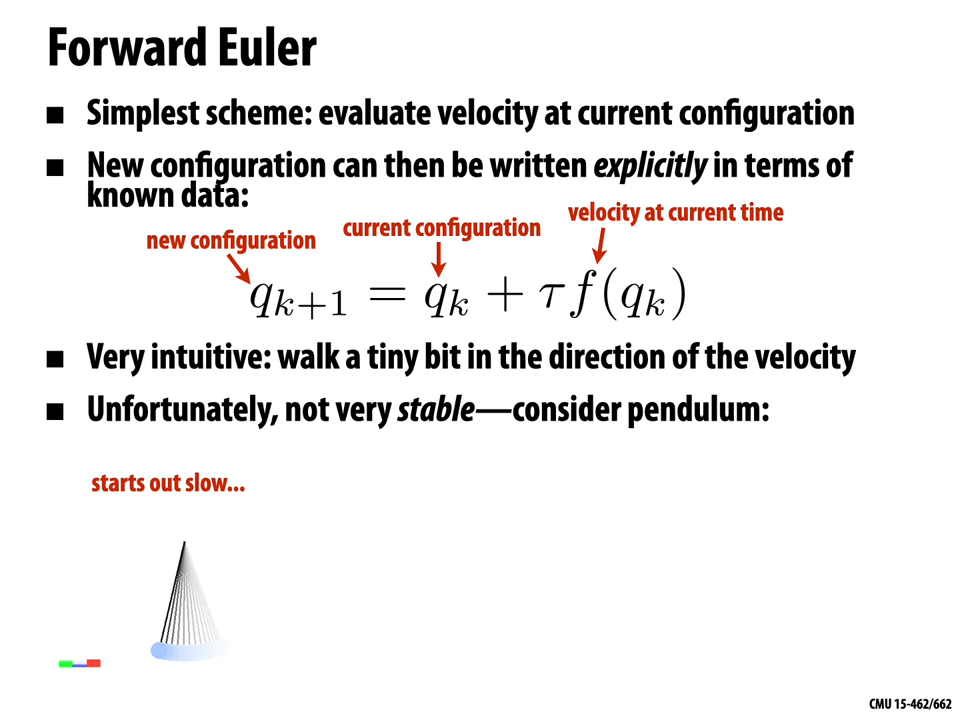 Forward Euler
■ Simplest scheme: evaluate velocity at current configuration
■ New configuration can then be written explicitly in terms of
known data:
new configuration
current configuration
velocity at current time
q_{k+1} = q_k + τf(q_k)
■ Very intuitive: walk a tiny bit in the direction of the velocity
■ Unfortunately, not very stable—consider pendulum:
starts out slow...
CMU 15-462/662